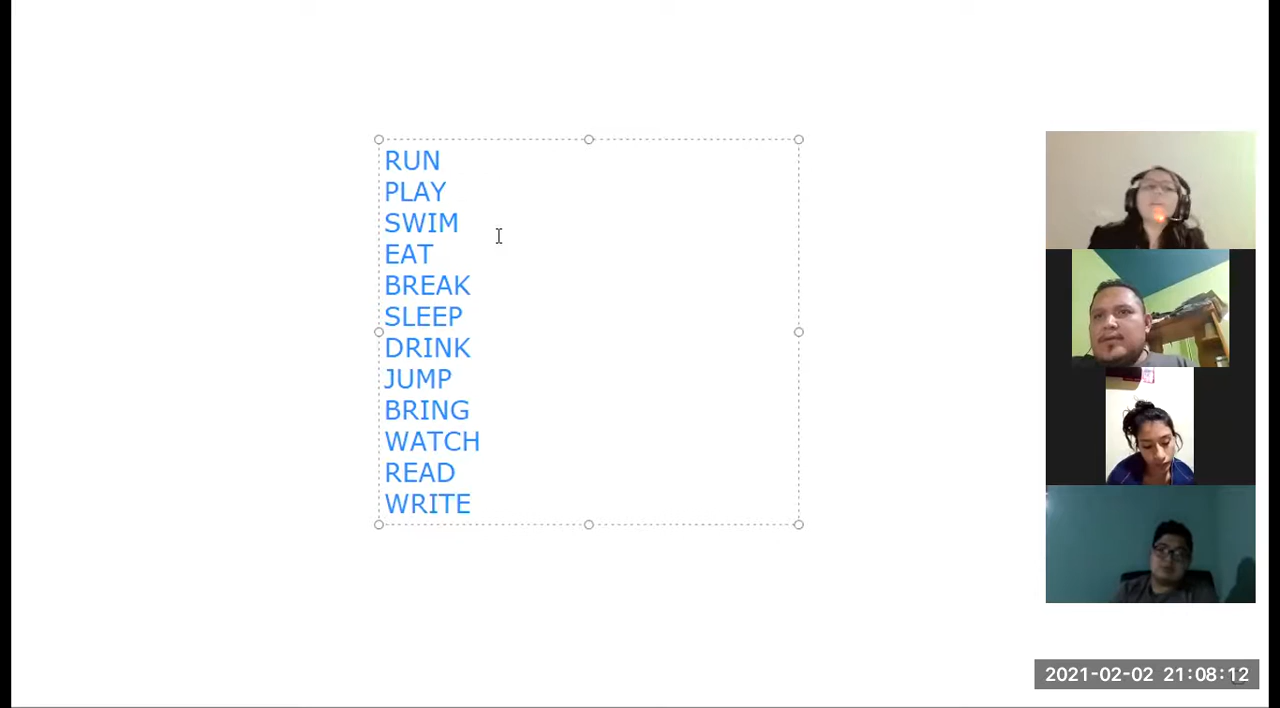 RUN
PLAY
SWIM
EAT
BREAK
SLEEP
DRINK
JUMP
BRING
WATCH
READ
WRITE
2021-02-02 21:08:12